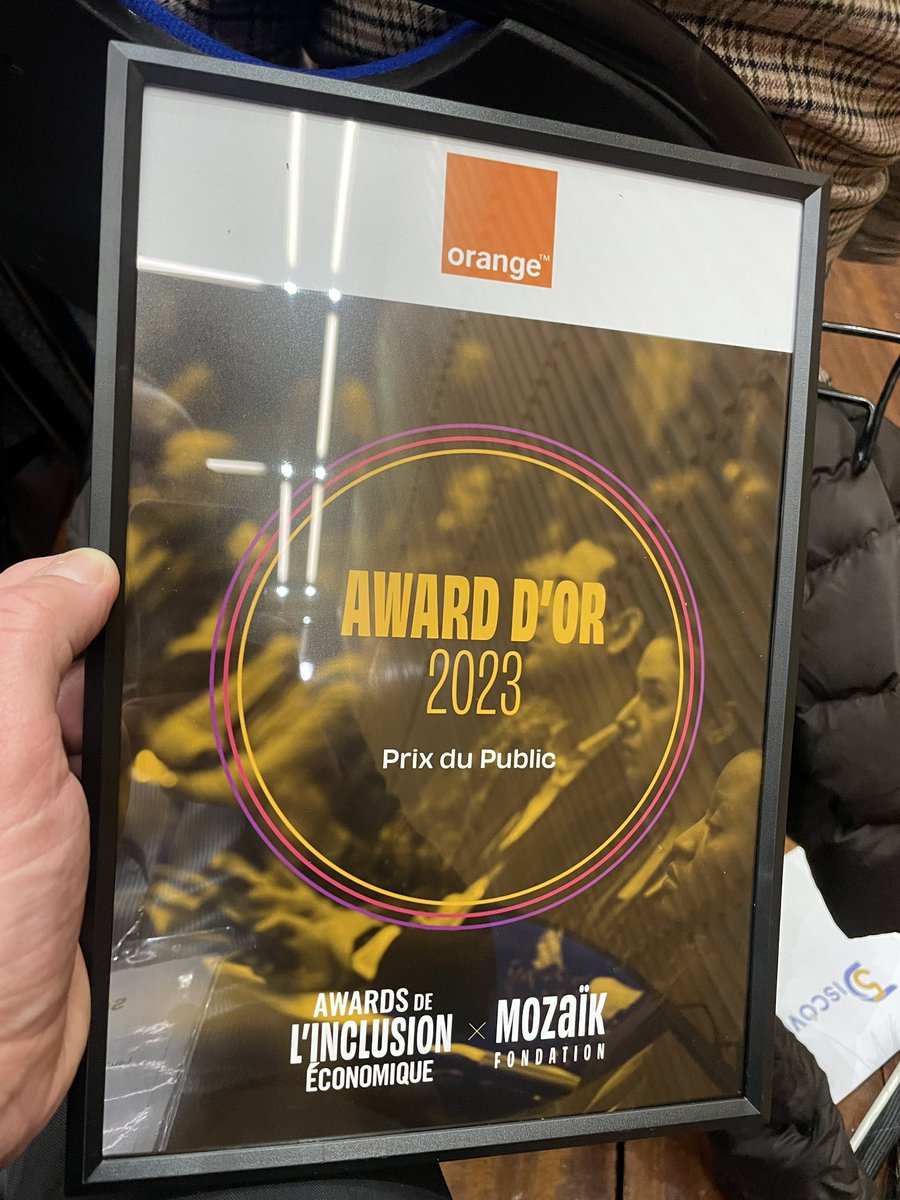 orange™
AWARD D'OR
2023
Prix du Public
AWARDS DE
L'INCLUSION
ÉCONOMIQUE
×
MOZAÏK
FONDATION